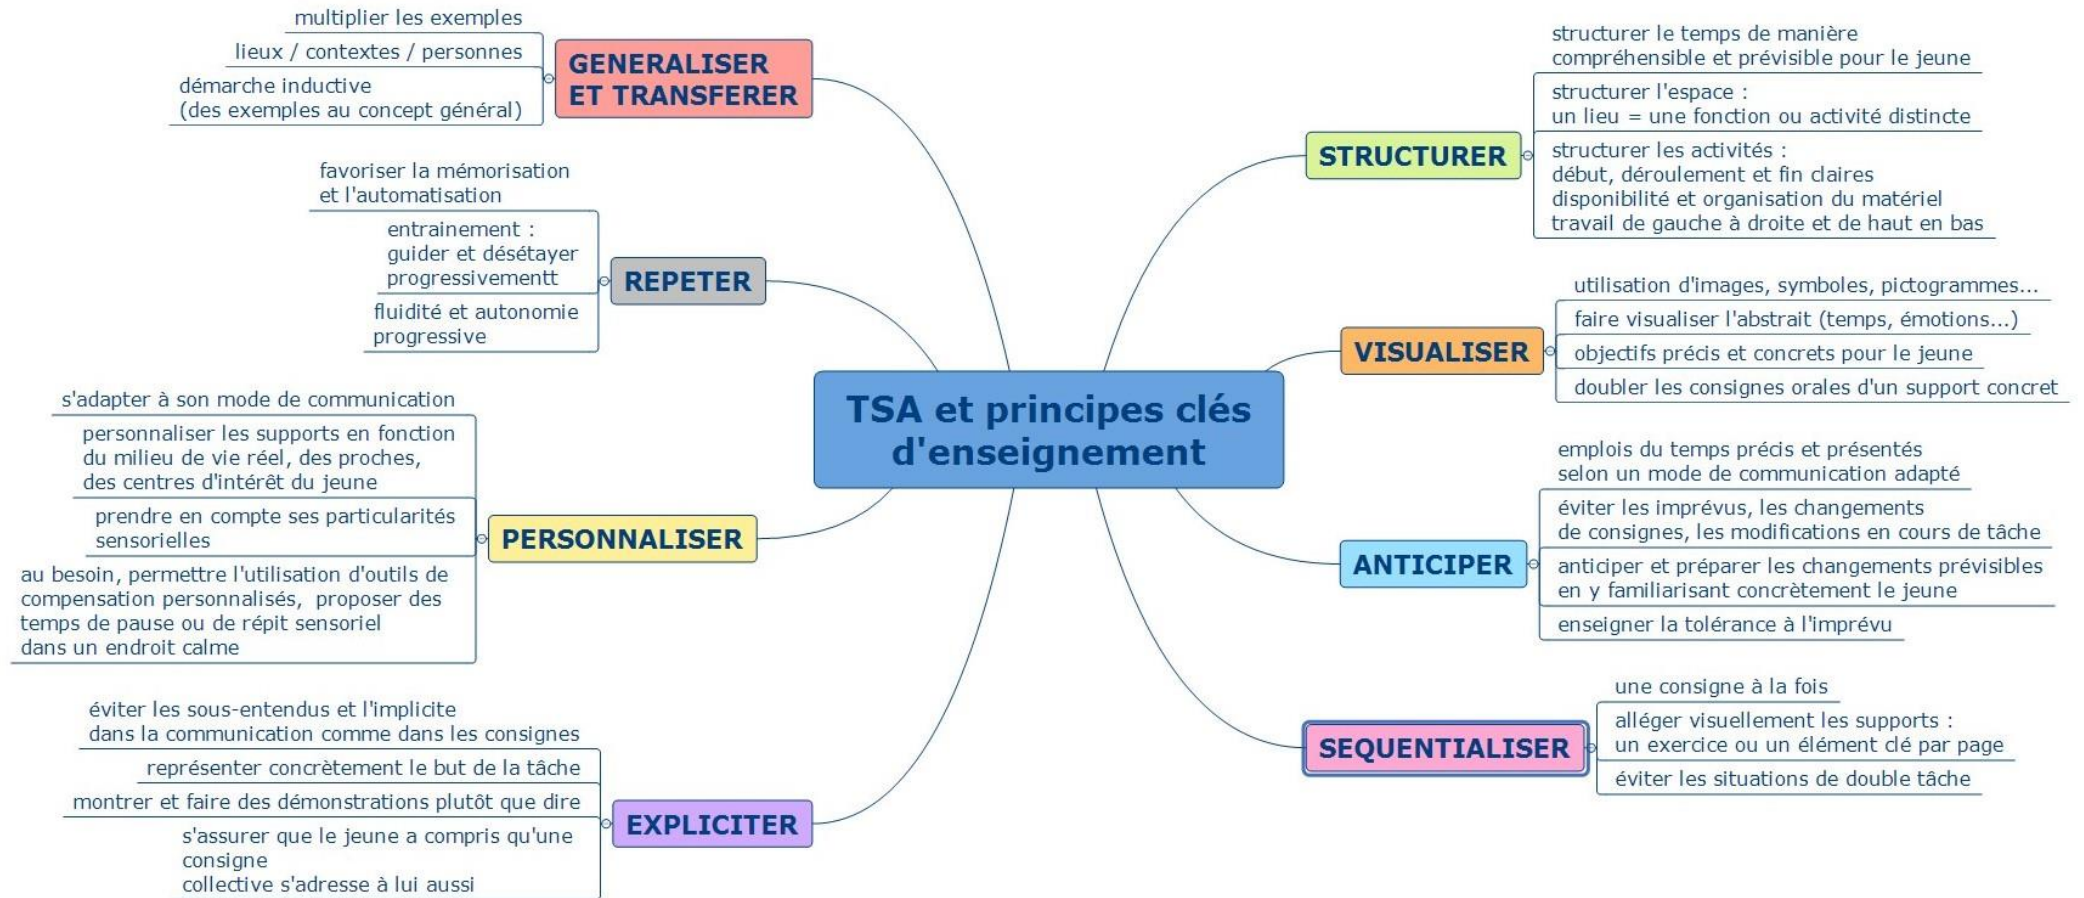 TSA et principes clés
d'enseignement
STRUCTURER
structurer le temps de manière
compréhensible et prévisible pour le jeune
structurer l'espace :
un lieu = une fonction ou activité distincte
structurer les activités :
début, déroulement et fin claires
disponibilité et organisation du matériel
travail de gauche à droite et de haut en bas
VISUALISER
utilisation d'images, symboles, pictogrammes...
faire visualiser l'abstrait (temps, émotions...)
objectifs précis et concrets pour le jeune
doubler les consignes orales d'un support concret
ANTICIPER
emplois du temps précis et présentés
selon un mode de communication adapté
éviter les imprévus, les changements
de consignes, les modifications en cours de tâche
anticiper et préparer les changements prévisibles
en y familiarisant concrètement le jeune
enseigner la tolérance à l'imprévu
SEQUENTIALISER
une consigne à la fois
alléger visuellement les supports :
un exercice ou un élément clé par page
éviter les situations de double tâche
EXPLICITER
éviter les sous-entendus et l'implicite
dans la communication comme dans les consignes
représenter concrètement le but de la tâche
montrer et faire des démonstrations plutôt que dire
s'assurer que le jeune a compris qu'une
consigne
collective s'adresse à lui aussi
PERSONNALISER
s'adapter à son mode de communication
personnaliser les supports en fonction
du milieu de vie réel, des proches,
des centres d'intérêt du jeune
prendre en compte ses particularités
sensorielles
au besoin, permettre l'utilisation d'outils de
compensation personnalisés,  proposer des
temps de pause ou de répit sensoriel
dans un endroit calme
REPETER
favoriser la mémorisation
et l'automatisation
entrainement :
guider et désétayer
progressivementt
fluidité et autonomie
progressive
GENERALISER
ET TRANSFERER
multiplier les exemples
lieux / contextes / personnes
démarche inductive
(des exemples au concept général)